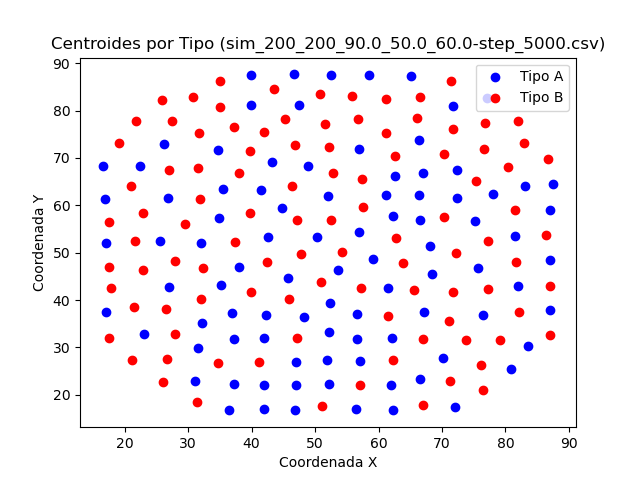 Centroides por Tipo (sim_200_200_90.0_50.0_60.0-step_5000.csv)
Tipo A
Tipo B
90
80
70
60
50
40
30
20
Coordenada Y
20 30 40 50 60 70 80 90
Coordenada X